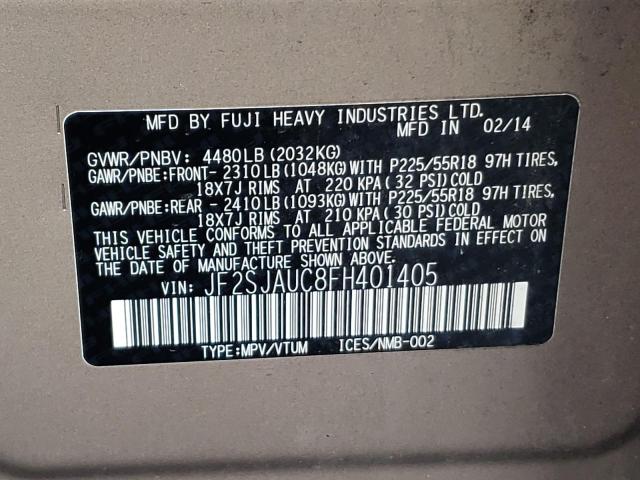 MFD BY FUJI HEAVY INDUSTRIES LTD.
MFD IN 02/14
GVWR/PNBV: 4480LB (2032KG)
GAWR/PNBE:FRONT- 2310LB (1048KG) WITH P225/55R18 97H TIRES,
18X7J RIMS AT 220 KPA (32 PSI) COLD
GAWR/PNBE:REAR - 2410LB (1093KG) WITH P225/55R18 97H TIRES,
18X7J RIMS AT 210 KPA (30 PSI) COLD
THIS VEHICLE CONFORMS TO ALL APPLICABLE FEDERAL MOTOR
VEHICLE SAFETY AND THEFT PREVENTION STANDARDS IN EFFECT ON
THE DATE OF MANUFACTURE SHOWN ABOVE.
VIN: JF2SJAUC8FH401405
TYPE:MPV/VTUM ICES/NMB-002